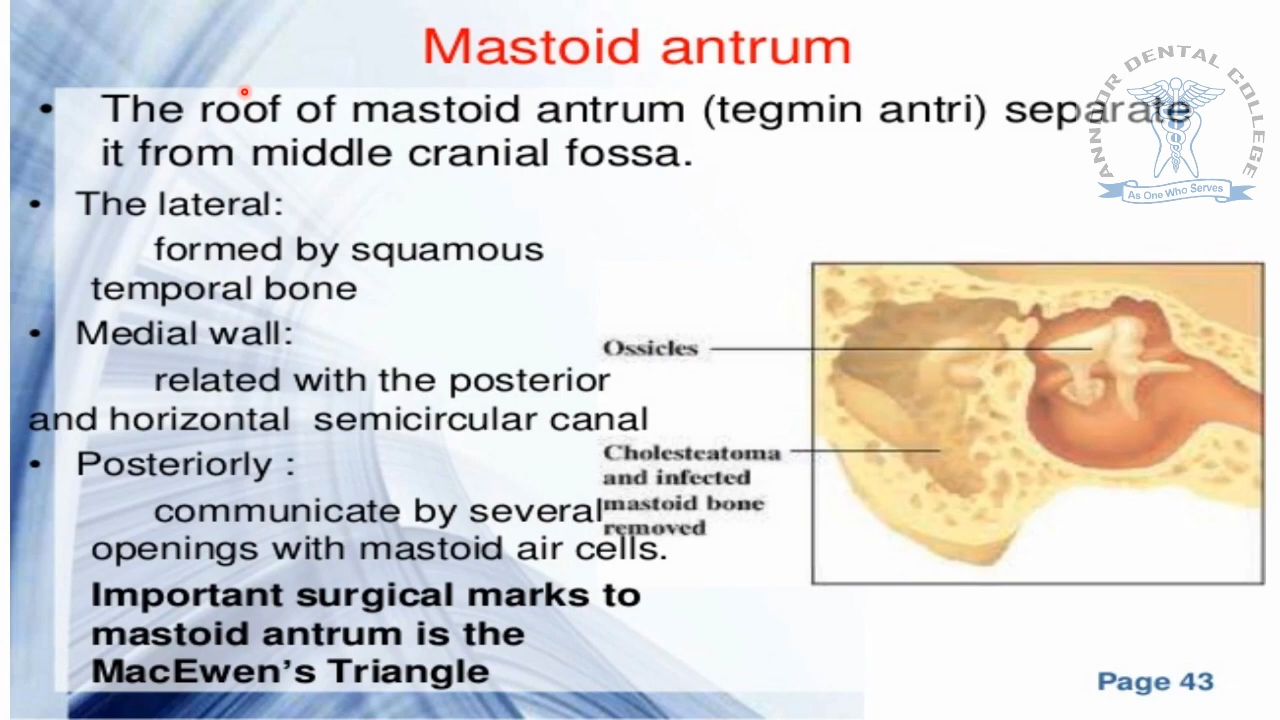 Mastoid antrum
• The roof of mastoid antrum (tegmin antri) separate
it from middle cranial fossa.
• The lateral:
formed by squamous
temporal bone
• Medial wall:
related with the posterior
and horizontal semicircular canal
• Posteriorly :
communicate by several
openings with mastoid air cells.
Important surgical marks to
mastoid antrum is the
MacEwen's Triangle
Ossicles
Cholesteatoma
and infected
mastoid bone
removed
ANNOOR DENTAL COLLEGE
As One Who Serves
Page 43